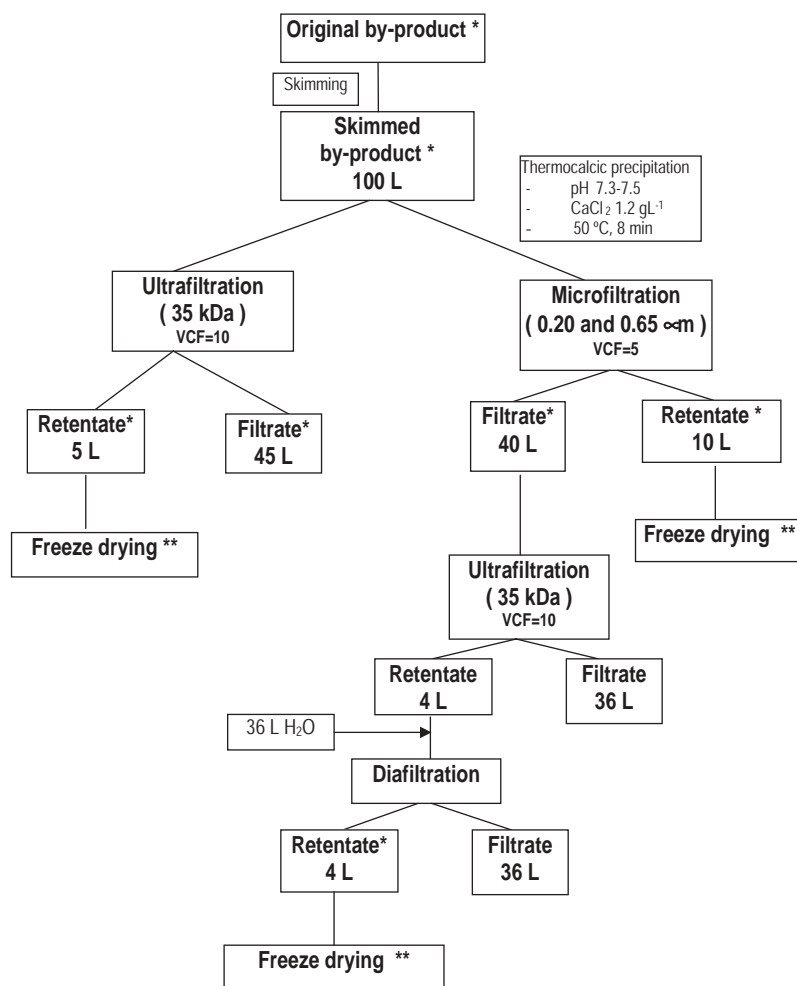 Original by-product *
Skimming
Skimmed
by-product *
100 L
Thermocalcic precipitation
- pH 7.3-7.5
- CaCl₂ 1.2 gL⁻¹
- 50 ºC, 8 min
Ultrafiltration
( 35 kDa )
VCF=10
Microfiltration
( 0.20 and 0.65 ∝m )
VCF=5
Retentate*
5 L
Filtrate*
45 L
Filtrate*
40 L
Retentate *
10 L
Freeze drying **
Freeze drying **
Ultrafiltration
( 35 kDa )
VCF=10
Retentate
4 L
Filtrate
36 L
36 L H₂O
Diafiltration
Retentate*
4 L
Filtrate
36 L
Freeze drying **